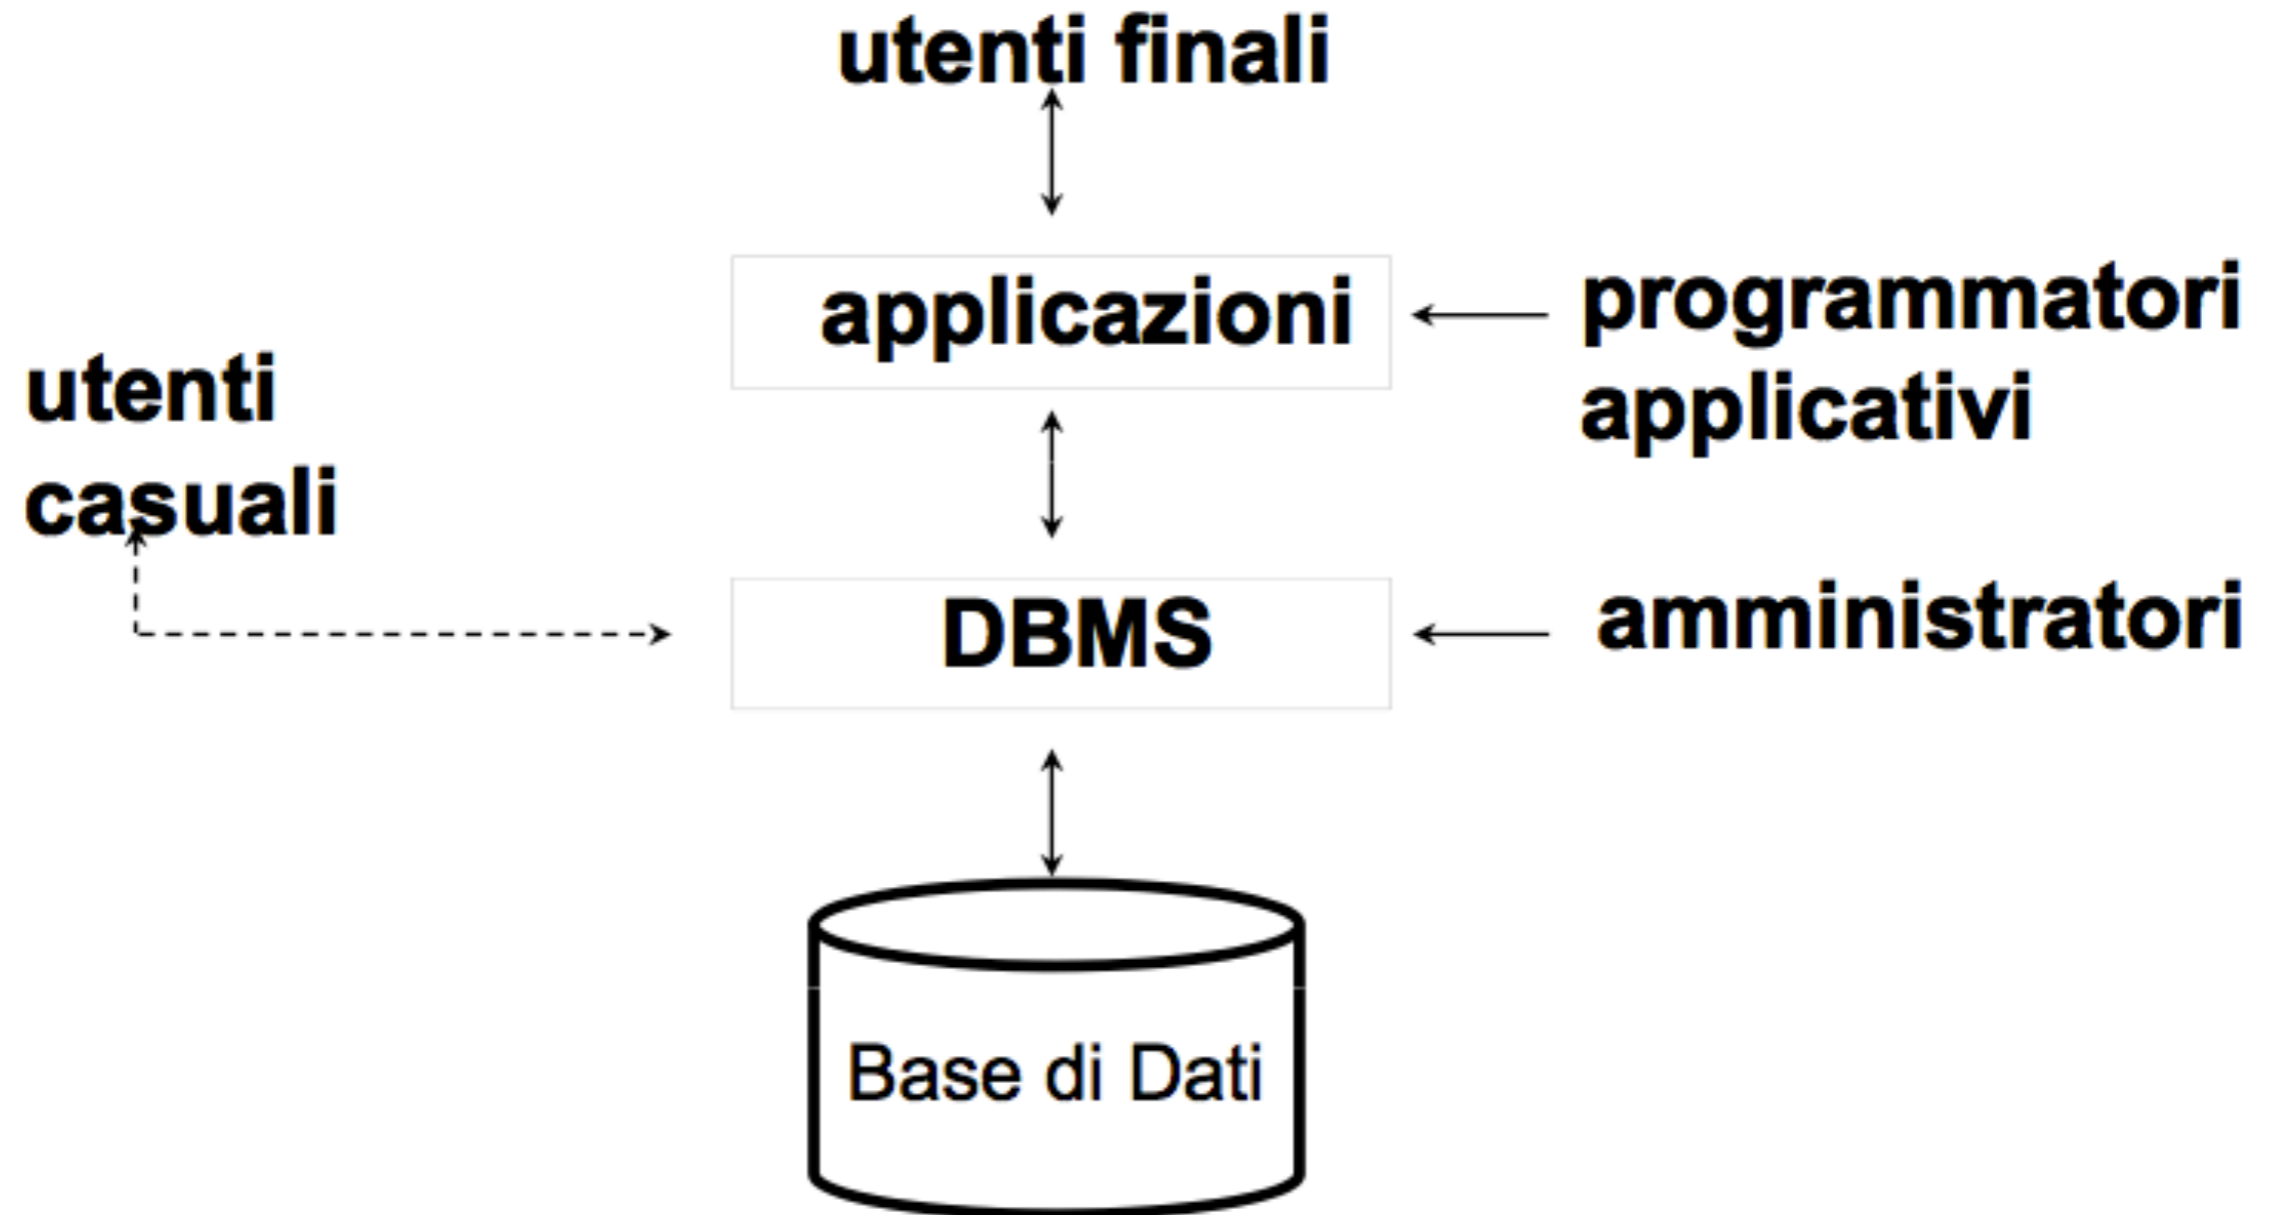 utenti finali
applicazioni
programmatori
applicativi
utenti
casuali
DBMS
amministratori
Base di Dati